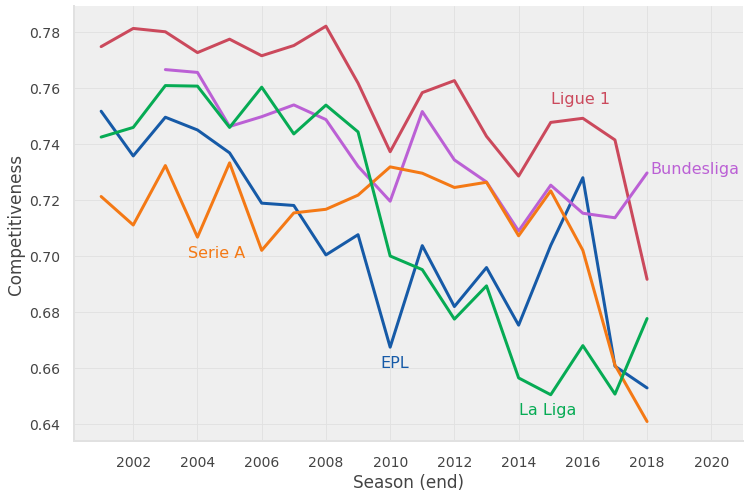 0.78
0.76
0.74
0.72
0.70
0.68
0.66
0.64
Competitiveness
Ligue 1
Bundesliga
Serie A
EPL
La Liga
2002 2004 2006 2008 2010 2012 2014 2016 2018 2020
Season (end)